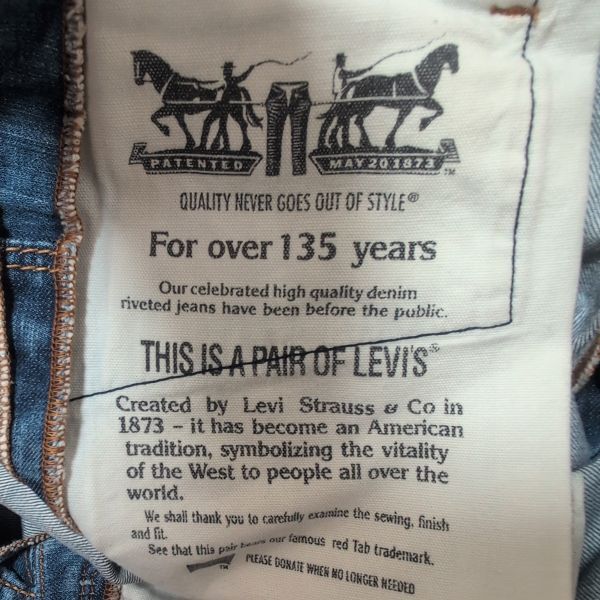 PATENTED MAY 20 1873 ™
QUALITY NEVER GOES OUT OF STYLE®
For over 135 years
Our celebrated high quality denim
riveted jeans have been before the public.
THIS IS A PAIR OF LEVI'S®
Created by Levi Strauss & Co in
1873 – it has become an American
tradition, symbolizing the vitality
of the West to people all over the
world.
We shall thank you to carefully examine the sewing, finish
and fit.
See that this pair bears our famous red Tab trademark.
™ PLEASE DONATE WHEN NO LONGER NEEDED